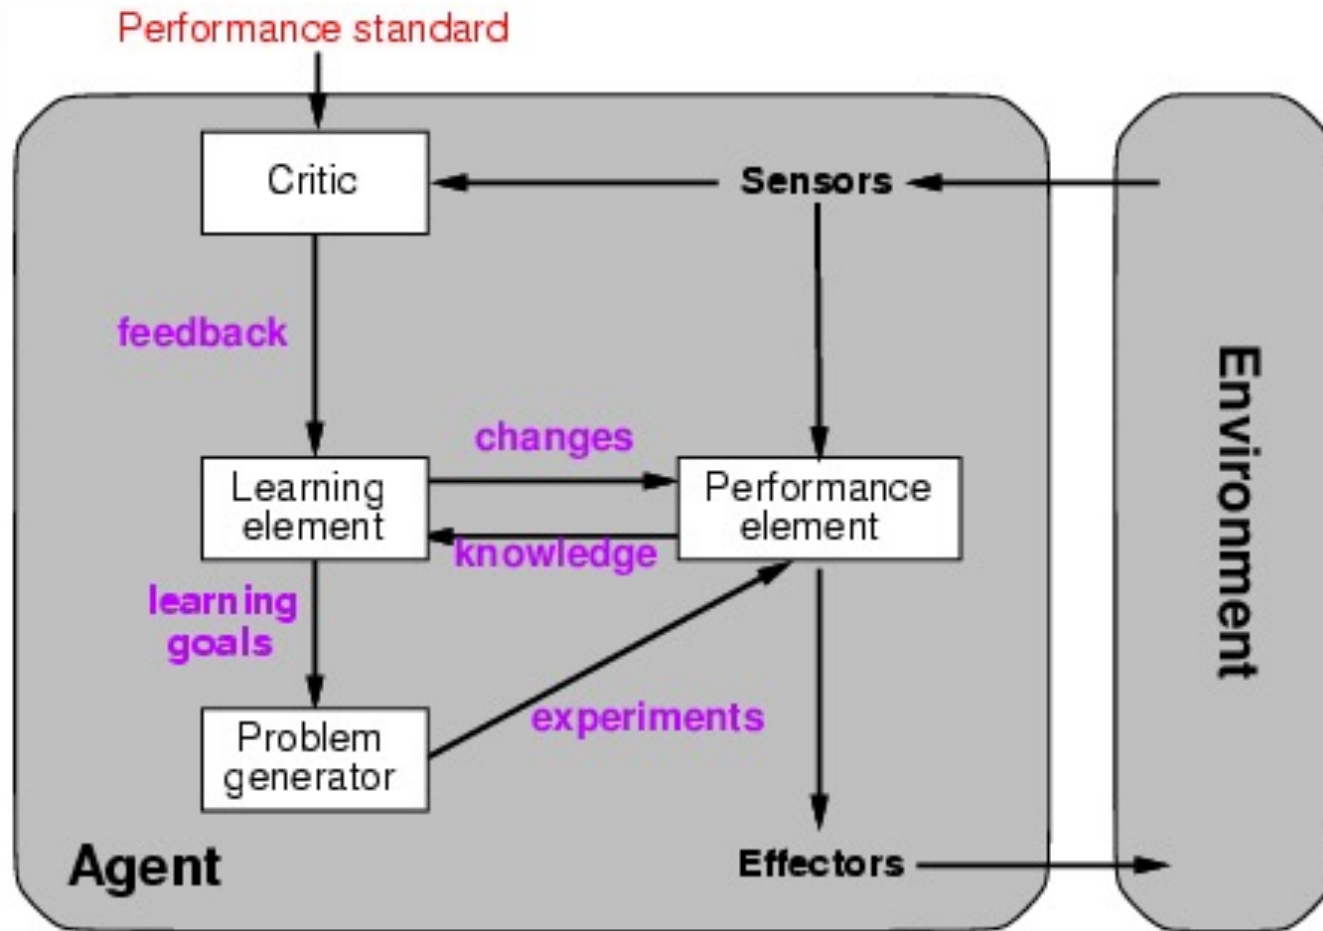 Performance standard
Critic
Sensors
feedback
changes
Learning
element
Performance
element
knowledge
learning
goals
experiments
Problem
generator
Agent
Effectors
Environment